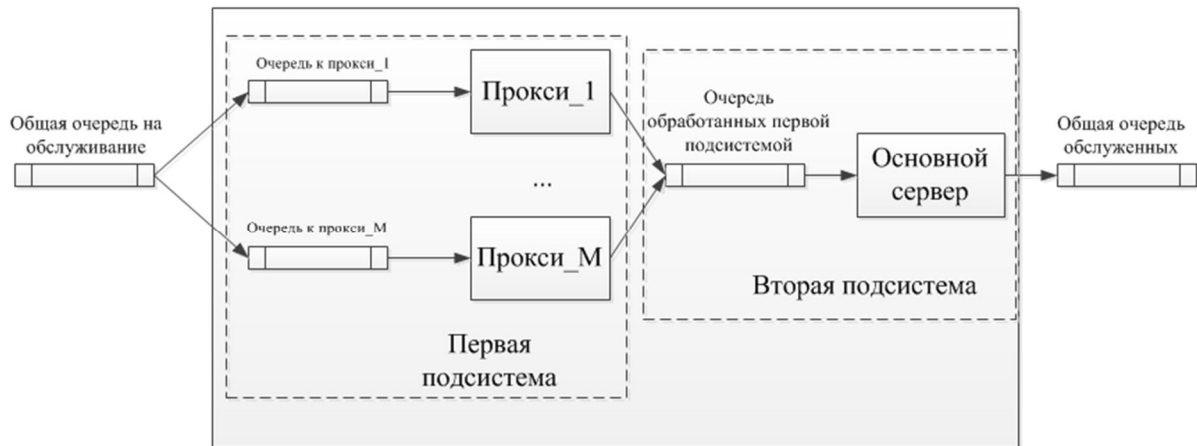 Общая очередь на
обслуживание
Очередь к прокси_1
Прокси_1
...
Очередь к прокси_М
Прокси_М
Первая
подсистема
Очередь
обработанных первой
подсистемой
Основной
сервер
Вторая подсистема
Общая очередь
обслуженных